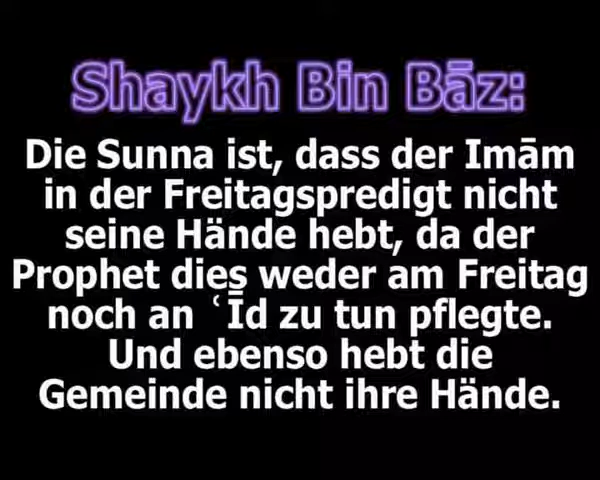 Shaykh Bin Bāz:
Die Sunna ist, dass der Imām
in der Freitagspredigt nicht
seine Hände hebt, da der
Prophet dies weder am Freitag
noch an ʿĪd zu tun pflegte.
Und ebenso hebt die
Gemeinde nicht ihre Hände.